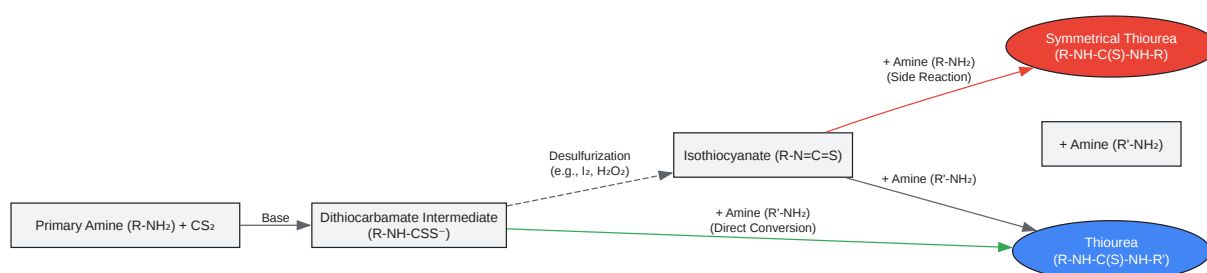 Primary Amine (R-NH₂) + CS₂
Base
Dithiocarbamate Intermediate
(R-NH-CSS⁻)
Desulfurization
(e.g., I₂, H₂O₂)
Isothiocyanate (R-N=C=S)
+ Amine (R-NH₂)
(Side Reaction)
Symmetrical Thiourea
(R-NH-C(S)-NH-R)
+ Amine (R'-NH₂)
+ Amine (R'-NH₂)
+ Amine (R'-NH₂)
(Direct Conversion)
Thiourea
(R-NH-C(S)-NH-R')